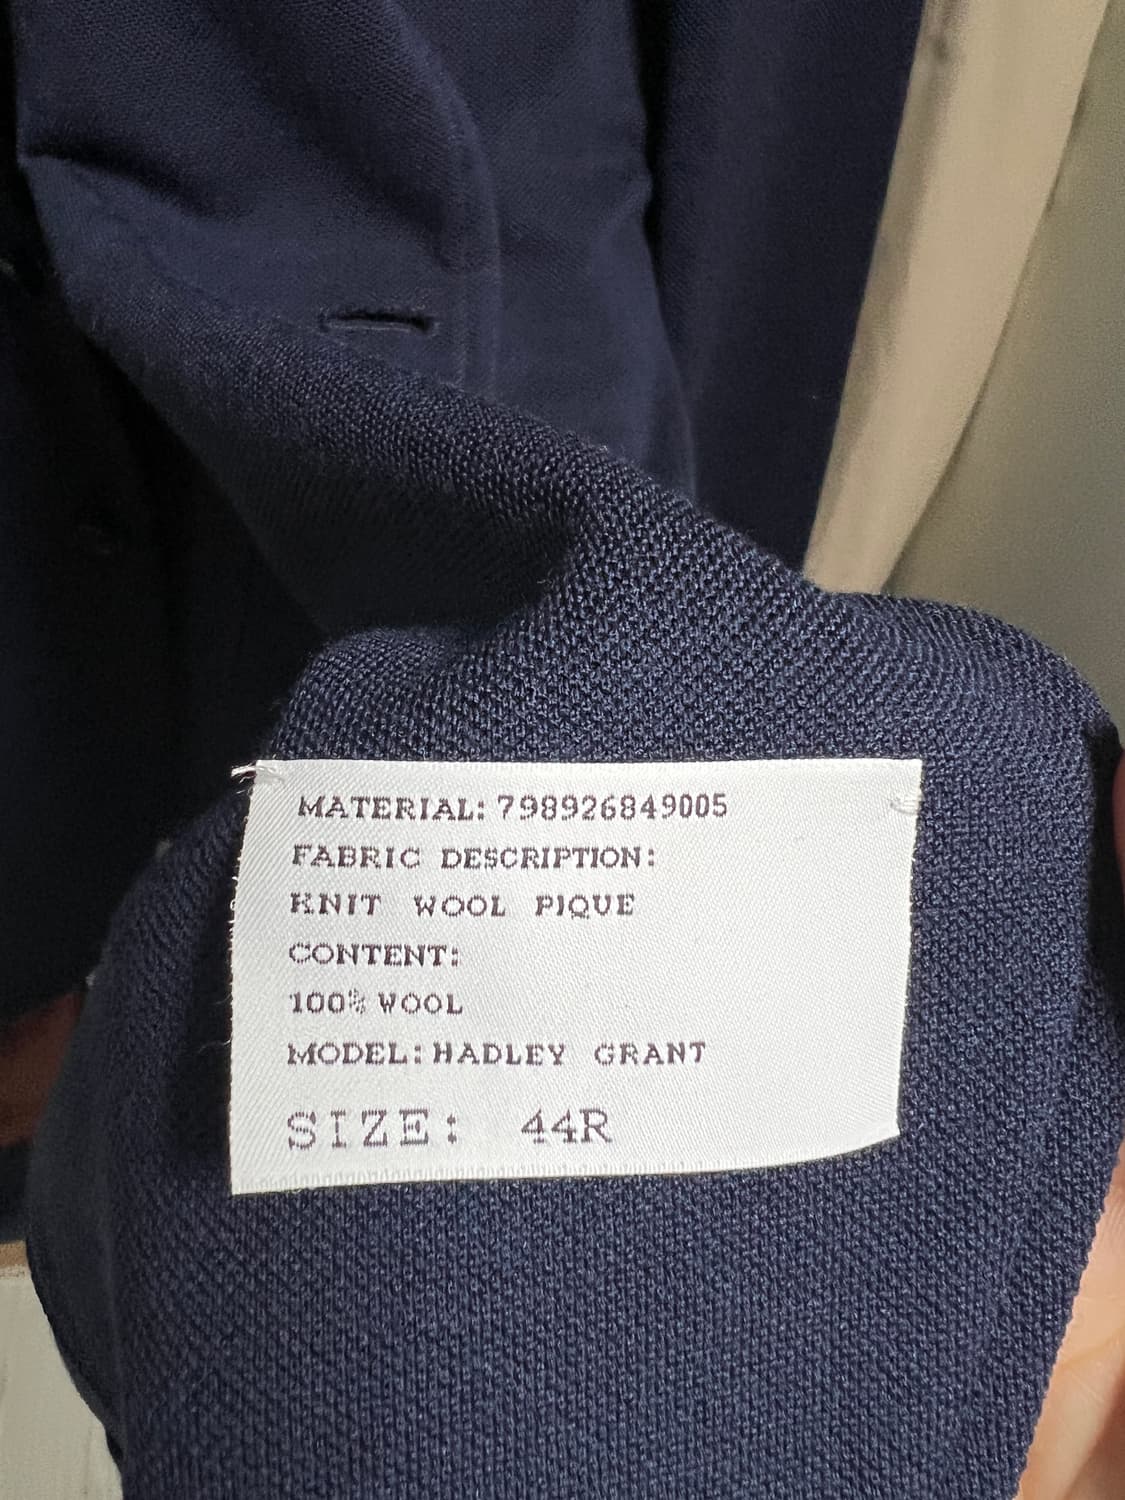 MATERIAL: 798926849005
FABRIC DESCRIPTION:
KNIT WOOL PIQUE
CONTENT:
100% WOOL
MODEL: HADLEY GRANT
SIZE: 44R